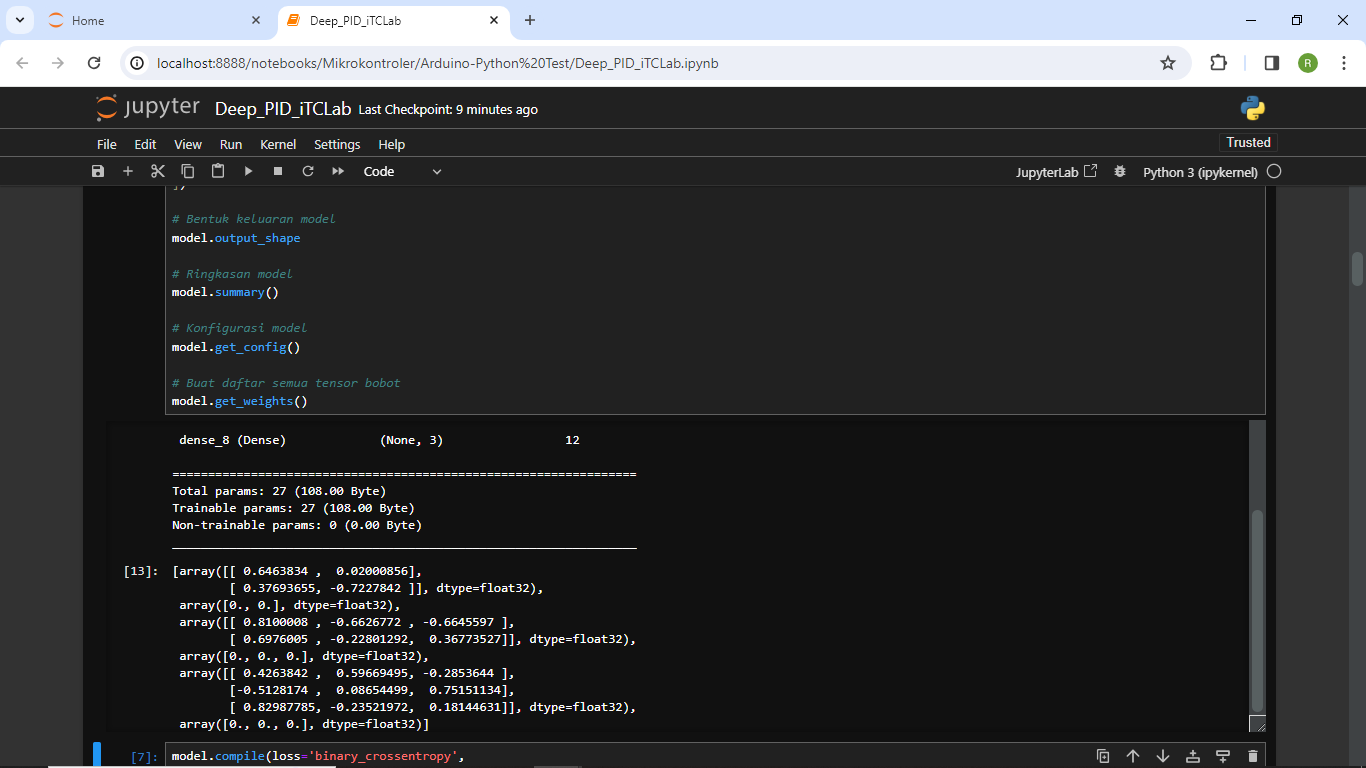 Home
Deep_PID_iTCLab
localhost:8888/notebooks/Mikrokontroler/Arduino-Python%20Test/Deep_PID_iTCLab.ipynb
R
jupyter Deep_PID_iTCLab Last Checkpoint: 9 minutes ago
File Edit View Run Kernel Settings Help
Trusted
Code
JupyterLab
Python 3 (ipykernel)
# Bentuk keluaran model
model.output_shape
# Ringkasan model
model.summary()
# Konfigurasi model
model.get_config()
# Buat daftar semua tensor bobot
model.get_weights()
dense_8 (Dense) (None, 3) 12
=================================================================
Total params: 27 (108.00 Byte)
Trainable params: 27 (108.00 Byte)
Non-trainable params: 0 (0.00 Byte)
_________________________________________________________________
[13]: [array([[ 0.6463834 ,  0.02000856],
[ 0.37693655, -0.7227842 ]], dtype=float32),
array([0., 0.], dtype=float32),
array([[ 0.8100008 , -0.6626772 , -0.6645597 ],
[ 0.6976005 , -0.22801292,  0.36773527]], dtype=float32),
array([0., 0., 0.], dtype=float32),
array([[ 0.4263842 ,  0.59669495, -0.2853644 ],
[-0.5128174 ,  0.08654499,  0.75151134],
[ 0.82987785, -0.23521972,  0.18144631]], dtype=float32),
array([0., 0., 0.], dtype=float32)]
[7]: model.compile(loss='binary_crossentropy',